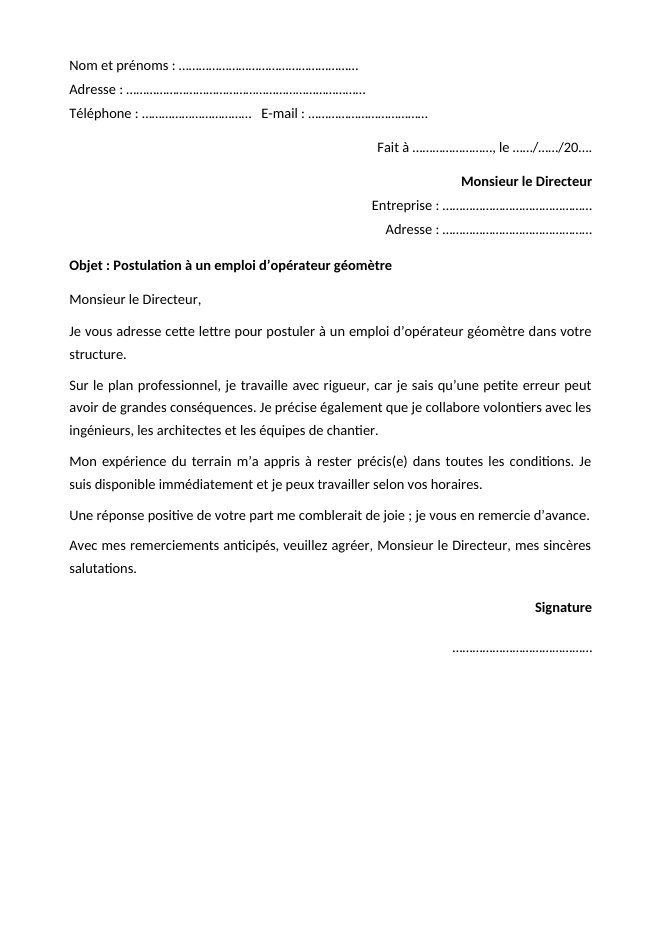 Nom et prénoms : ……………………………………………
Adresse : ………………………………………………………………
Téléphone : …………………………… E-mail : ………………………………
Fait à ……………………, le ……/……/20….
Monsieur le Directeur
Entreprise : ………………………………………
Adresse : ………………………………………
Objet : Postulation à un emploi d’opérateur géomètre
Monsieur le Directeur,
Je vous adresse cette lettre pour postuler à un emploi d’opérateur géomètre dans votre
structure.
Sur le plan professionnel, je travaille avec rigueur, car je sais qu’une petite erreur peut
avoir de grandes conséquences. Je précise également que je collabore volontiers avec les
ingénieurs, les architectes et les équipes de chantier.
Mon expérience du terrain m’a appris à rester précis(e) dans toutes les conditions. Je
suis disponible immédiatement et je peux travailler selon vos horaires.
Une réponse positive de votre part me comblerait de joie ; je vous en remercie d’avance.
Avec mes remerciements anticipés, veuillez agréer, Monsieur le Directeur, mes sincères
salutations.
Signature
……………………………………